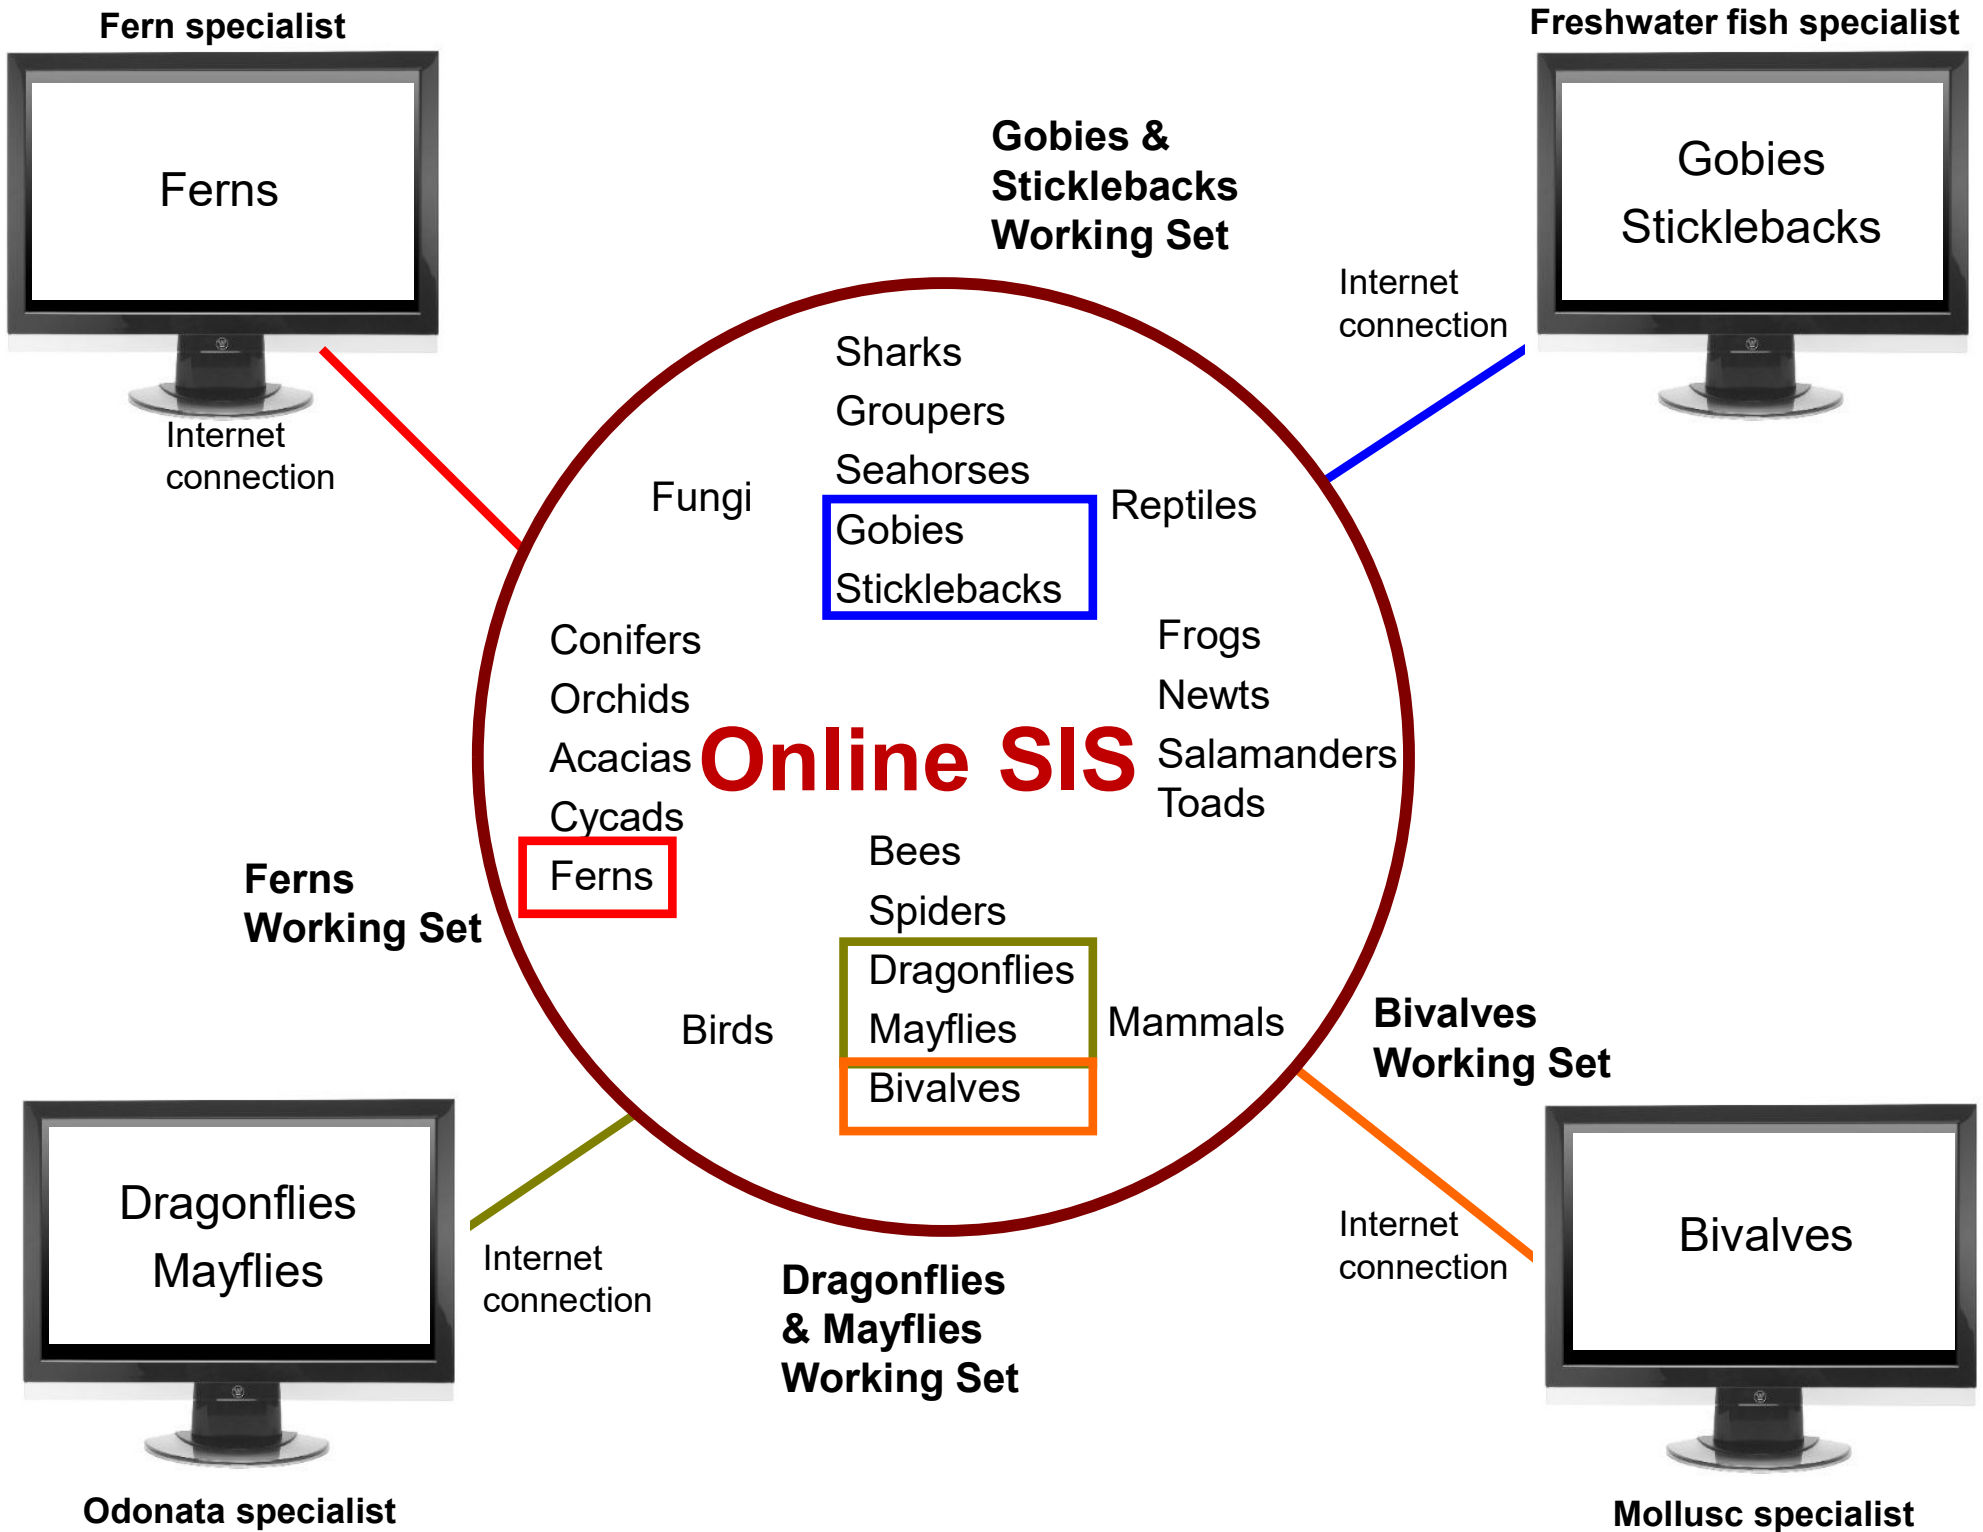 Fern specialist
Freshwater fish specialist
Ferns
Gobies
Sticklebacks
Gobies &
Sticklebacks
Working Set
Internet
connection
Internet
connection
Sharks
Groupers
Seahorses
Gobies
Sticklebacks
Fungi
Reptiles
Conifers
Orchids
Acacias
Cycads
Ferns
Online SIS
Frogs
Newts
Salamanders
Toads
Bees
Spiders
Dragonflies
Mayflies
Bivalves
Birds
Mammals
Ferns
Working Set
Bivalves
Working Set
Dragonflies
Mayflies
Internet
connection
Dragonflies
& Mayflies
Working Set
Internet
connection
Bivalves
Odonata specialist
Mollusc specialist